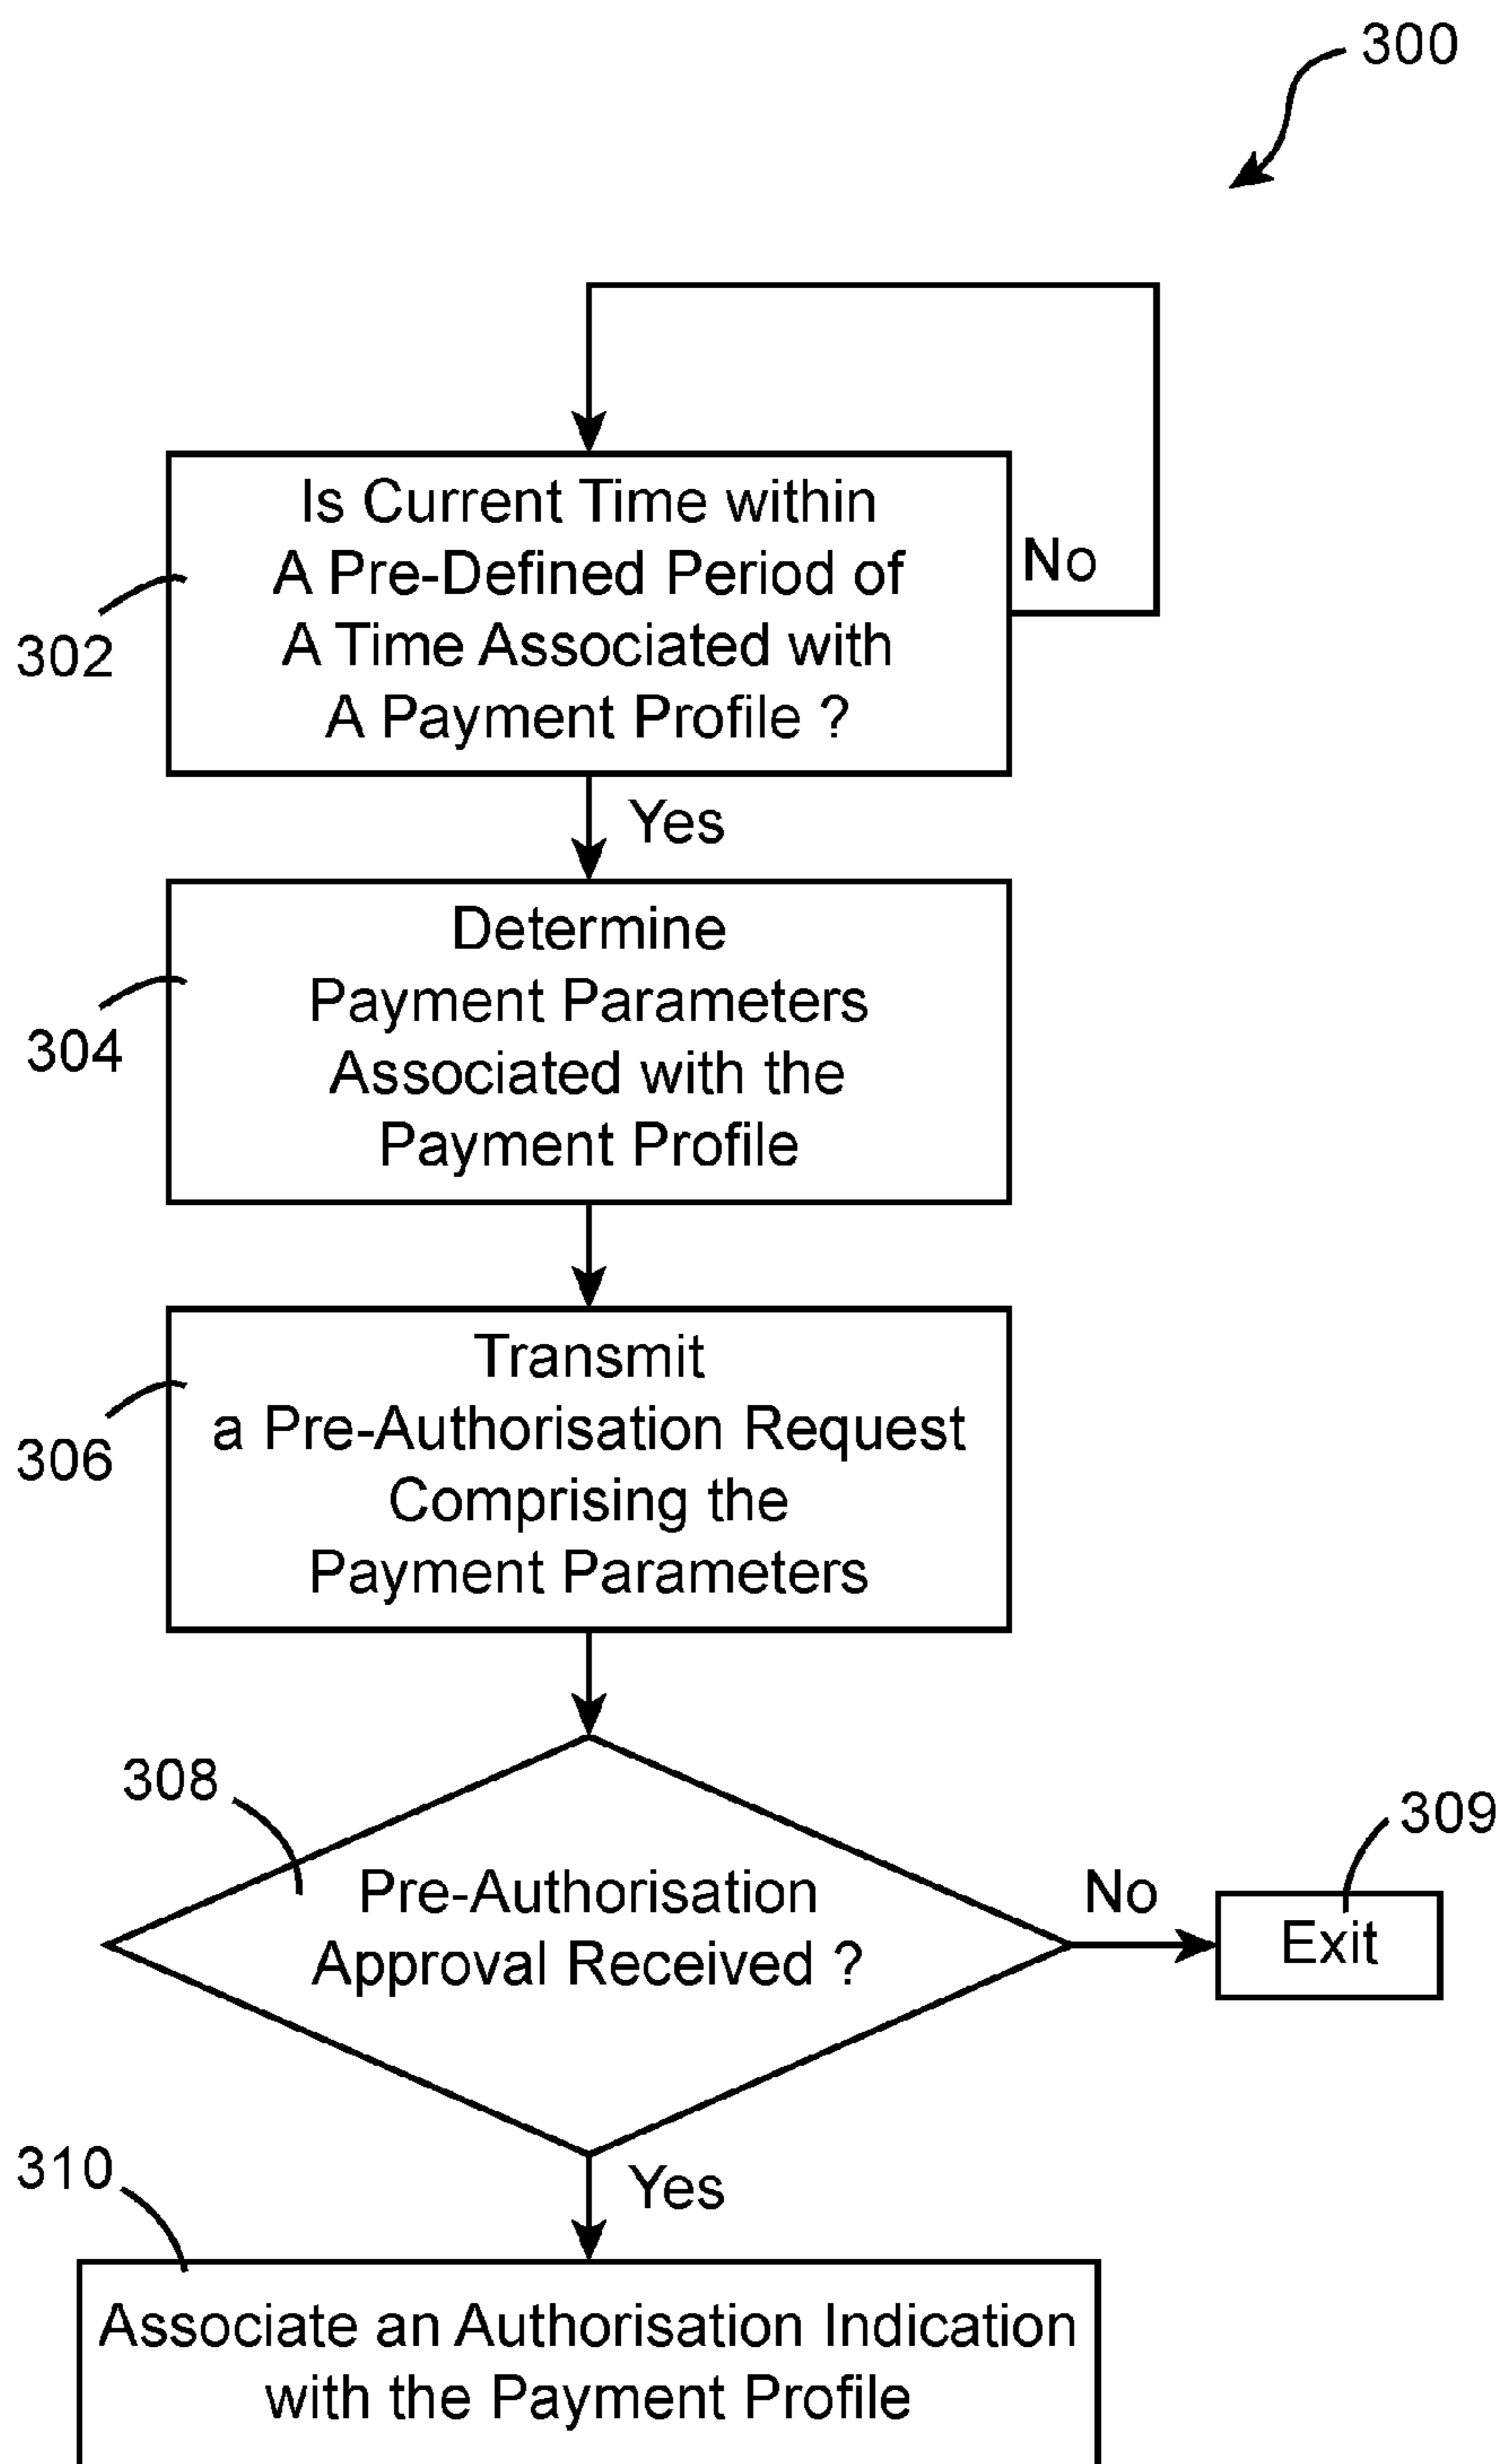 300
Is Current Time within
A Pre-Defined Period of
A Time Associated with
A Payment Profile ?
No
302
Yes
Determine
Payment Parameters
Associated with the
Payment Profile
304
Transmit
a Pre-Authorisation Request
Comprising the
Payment Parameters
306
308
Pre-Authorisation
Approval Received ?
No
309
Exit
Yes
310
Associate an Authorisation Indication
with the Payment Profile